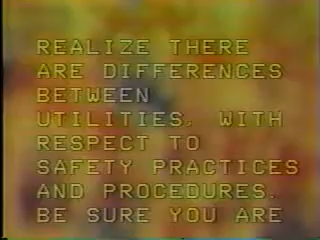 REALIZE THERE
ARE DIFFERENCES
BETWEEN
UTILITIES, WITH
RESPECT TO
SAFETY PRACTICES
AND PROCEDURES.
BE SURE YOU ARE